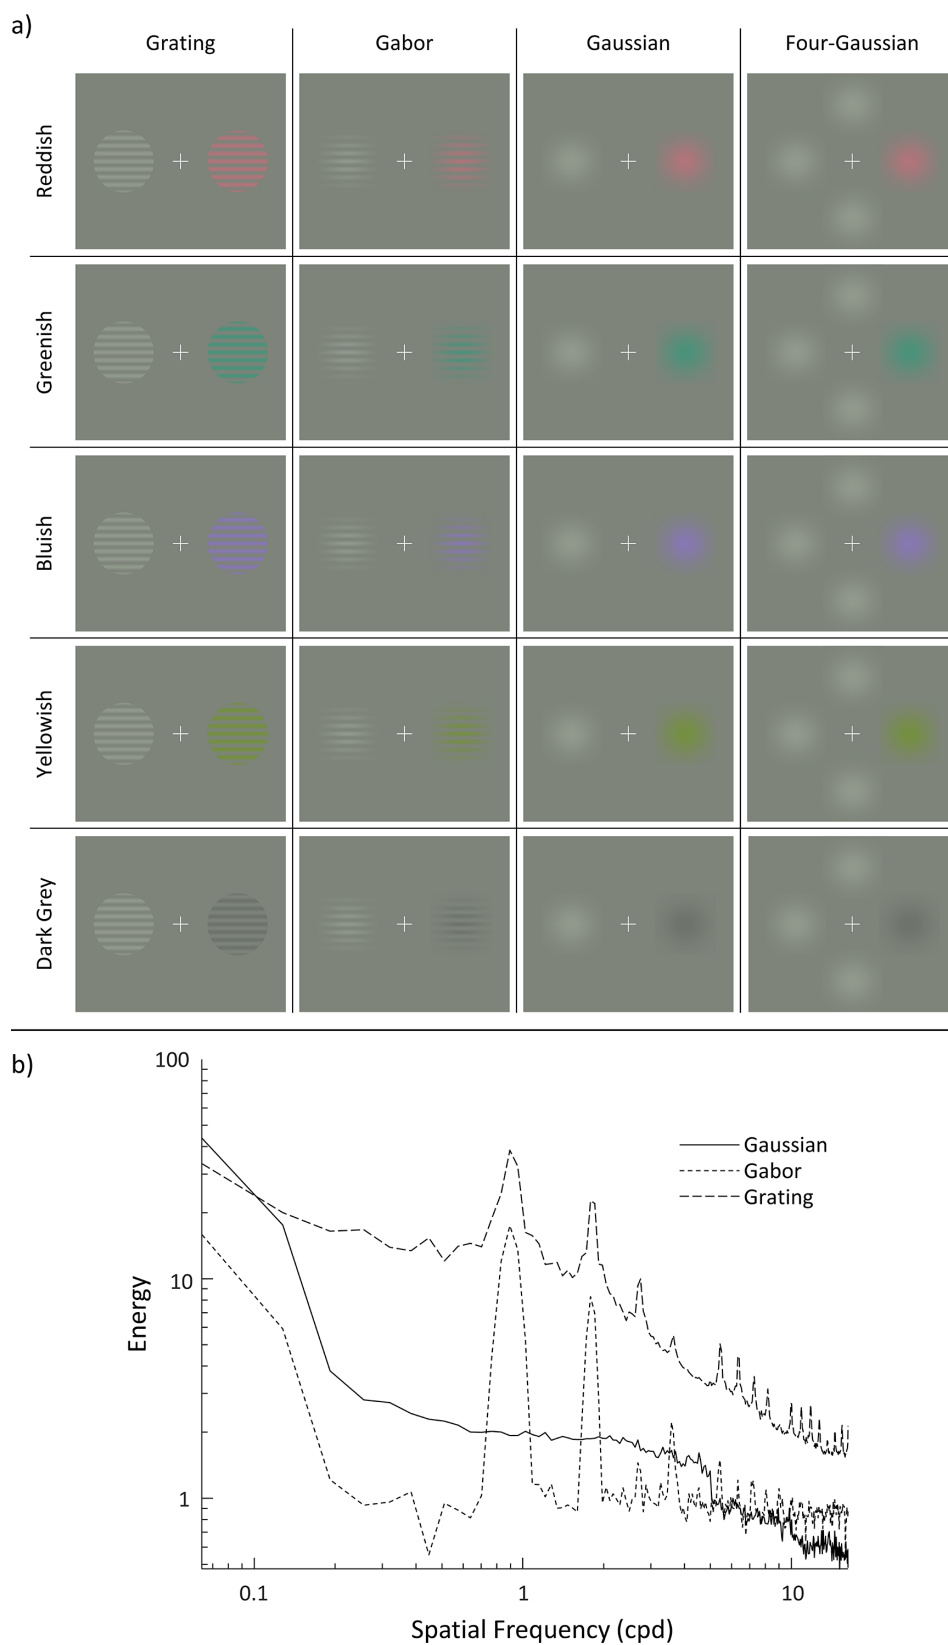 a)
Grating Gabor Gaussian Four-Gaussian
Reddish
Greenish
Bluish
Yellowish
Dark Grey
b)
100
10
1
Energy
Gaussian
Gabor
Grating
0.1 1 10
Spatial Frequency (cpd)